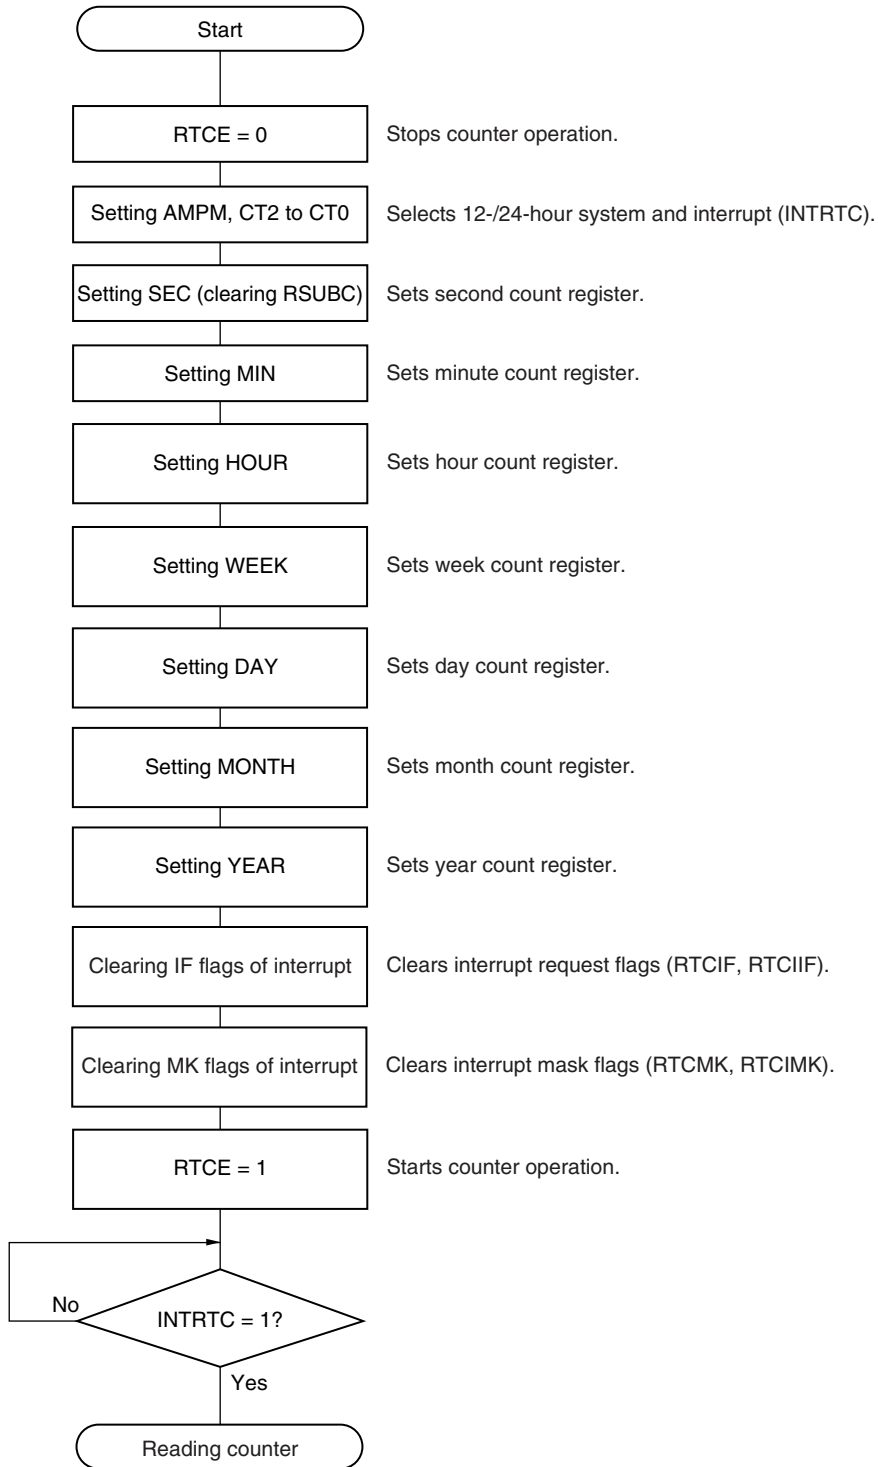 Start
RTCE = 0
Stops counter operation.
Setting AMPM, CT2 to CT0
Selects 12-/24-hour system and interrupt (INTRTC).
Setting SEC (clearing RSUBC)
Sets second count register.
Setting MIN
Sets minute count register.
Setting HOUR
Sets hour count register.
Setting WEEK
Sets week count register.
Setting DAY
Sets day count register.
Setting MONTH
Sets month count register.
Setting YEAR
Sets year count register.
Clearing IF flags of interrupt
Clears interrupt request flags (RTCIF, RTCIIF).
Clearing MK flags of interrupt
Clears interrupt mask flags (RTCMK, RTCIMK).
RTCE = 1
Starts counter operation.
No
INTRTC = 1?
Yes
Reading counter